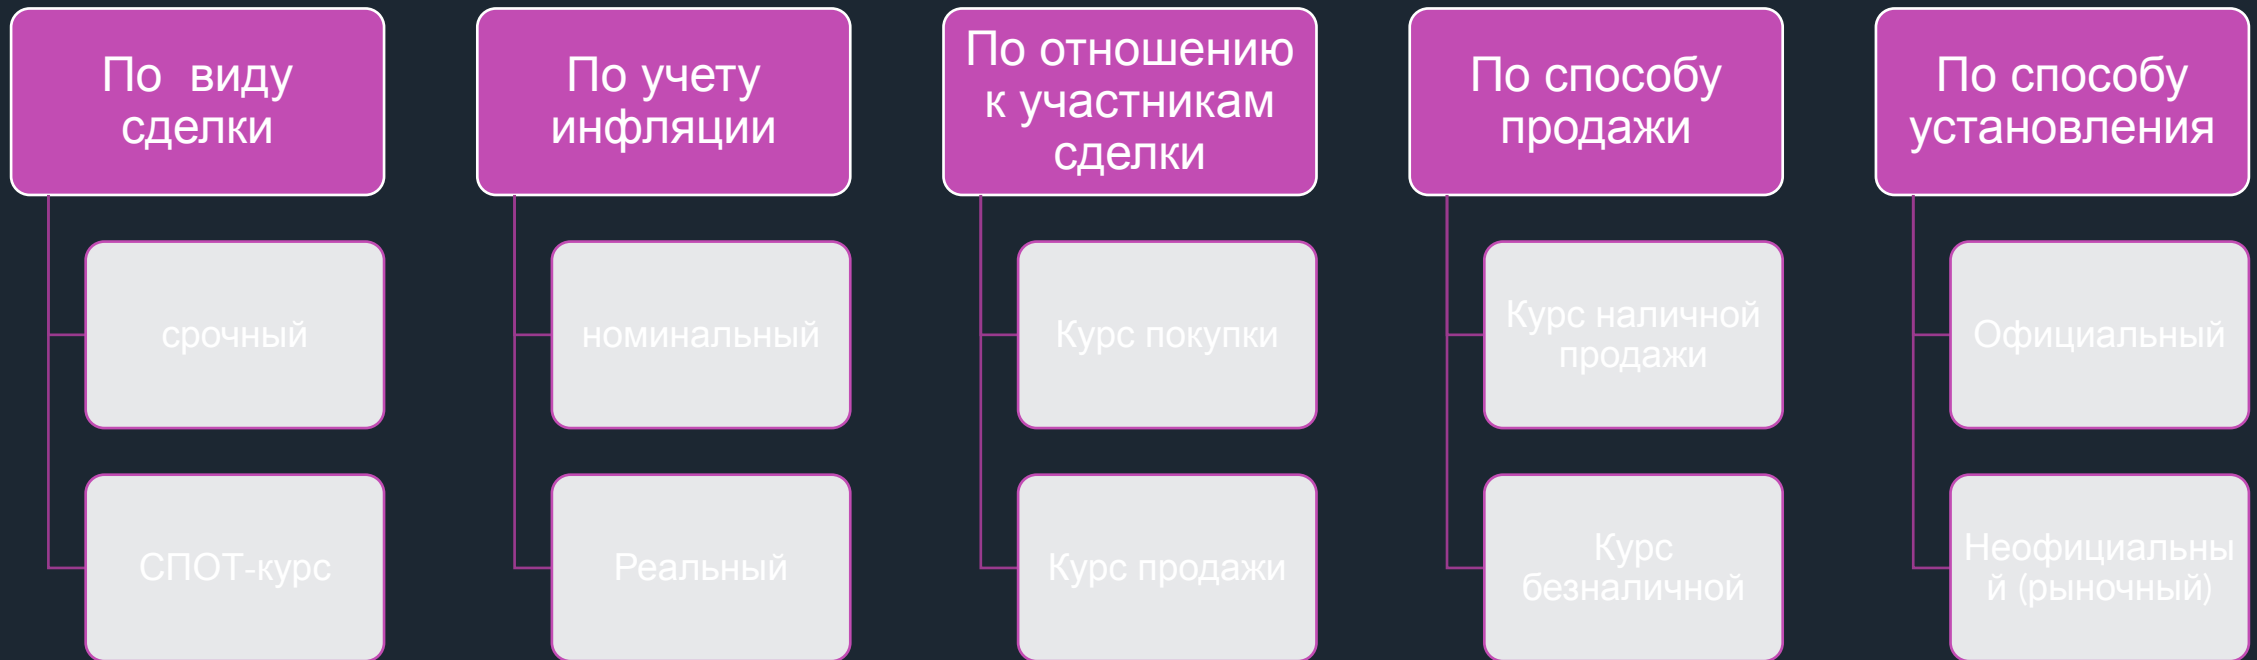 По виду
сделки
срочный
СПОТ-курс
По учету
инфляции
номинальный
Реальный
По отношению
к участникам
сделки
Курс покупки
Курс продажи
По способу
продажи
Курс наличной
продажи
Курс
безналичной
По способу
установления
Официальный
Неофициальны
й (рыночный)